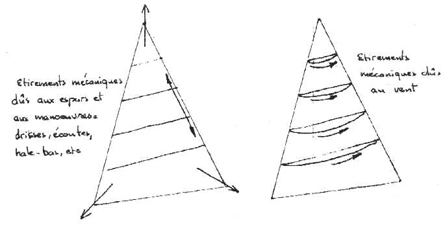 Etirements mécaniques
dûs aux espars et
aux manoeuvres=
drisses, écoutes,
hale-bas, etc
Etirements
mécaniques dûs
au vent